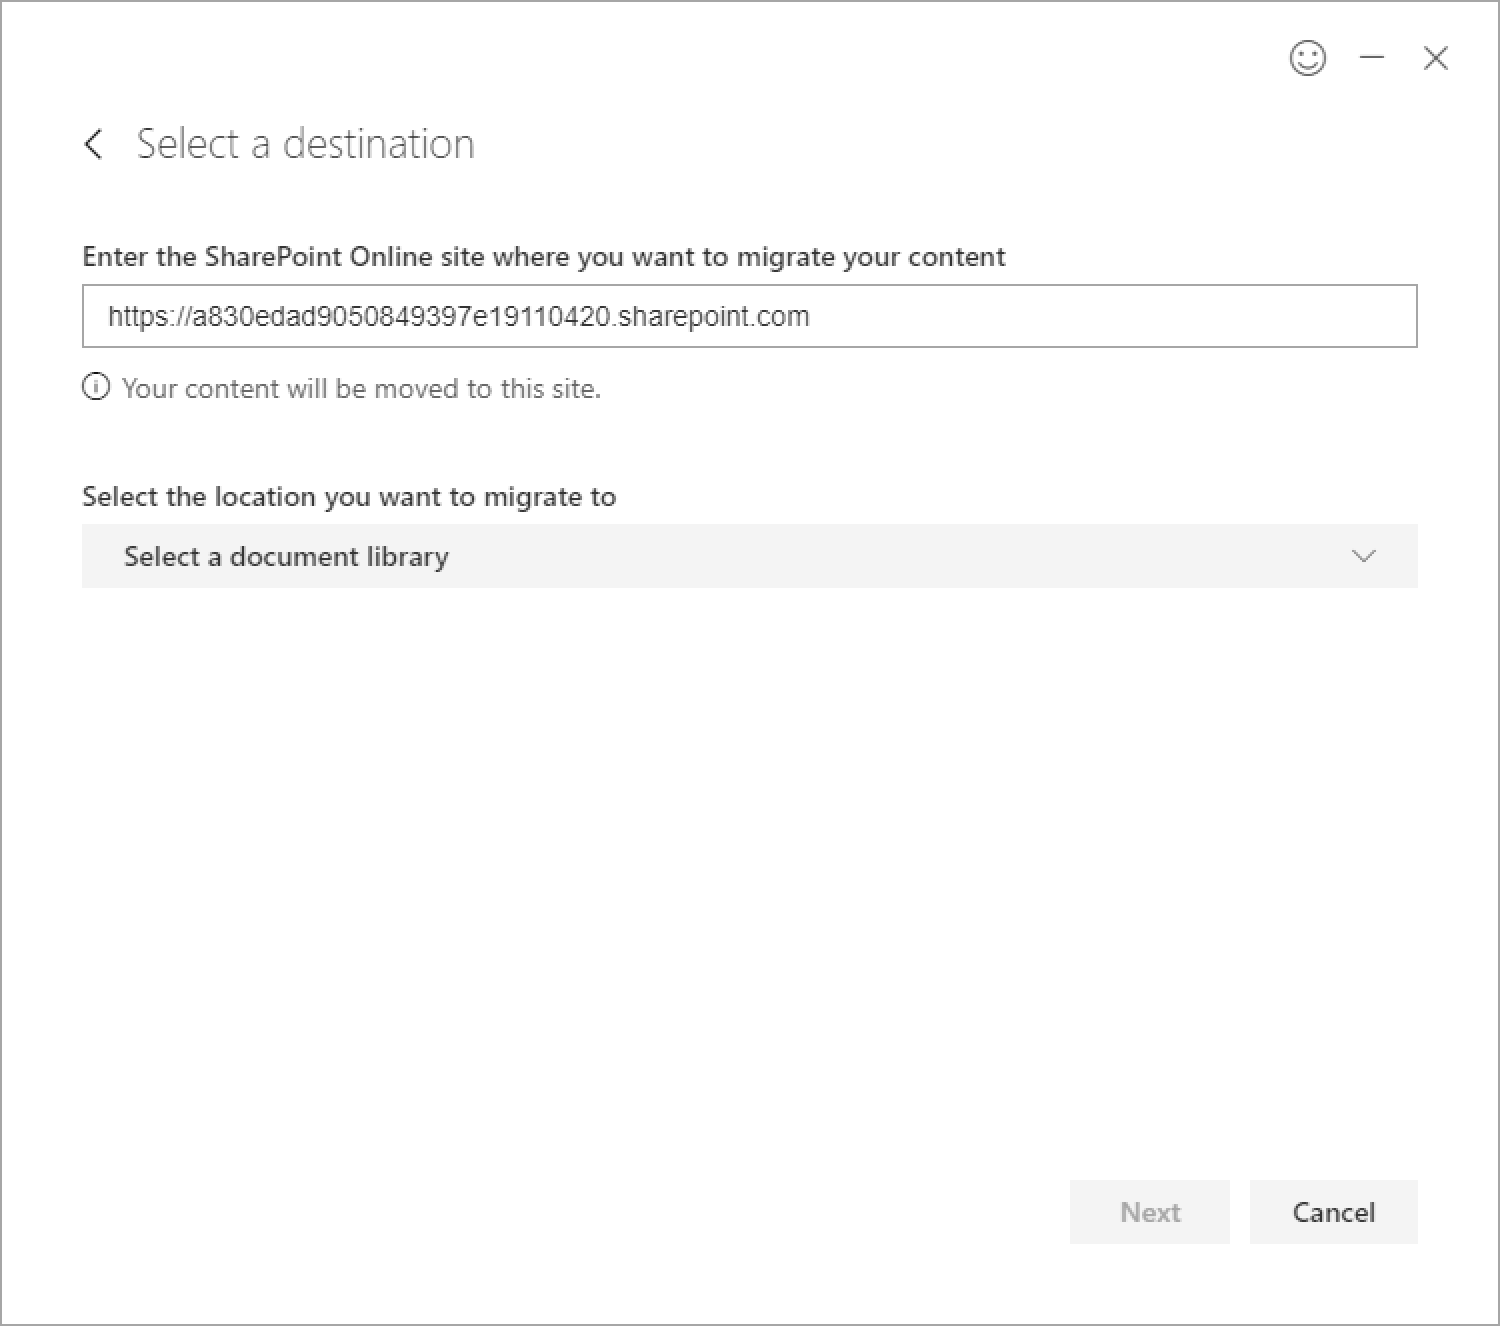 Select a destination
Enter the SharePoint Online site where you want to migrate your content
https://a830edad9050849397e19110420.sharepoint.com
Your content will be moved to this site.
Select the location you want to migrate to
Select a document library
Next
Cancel